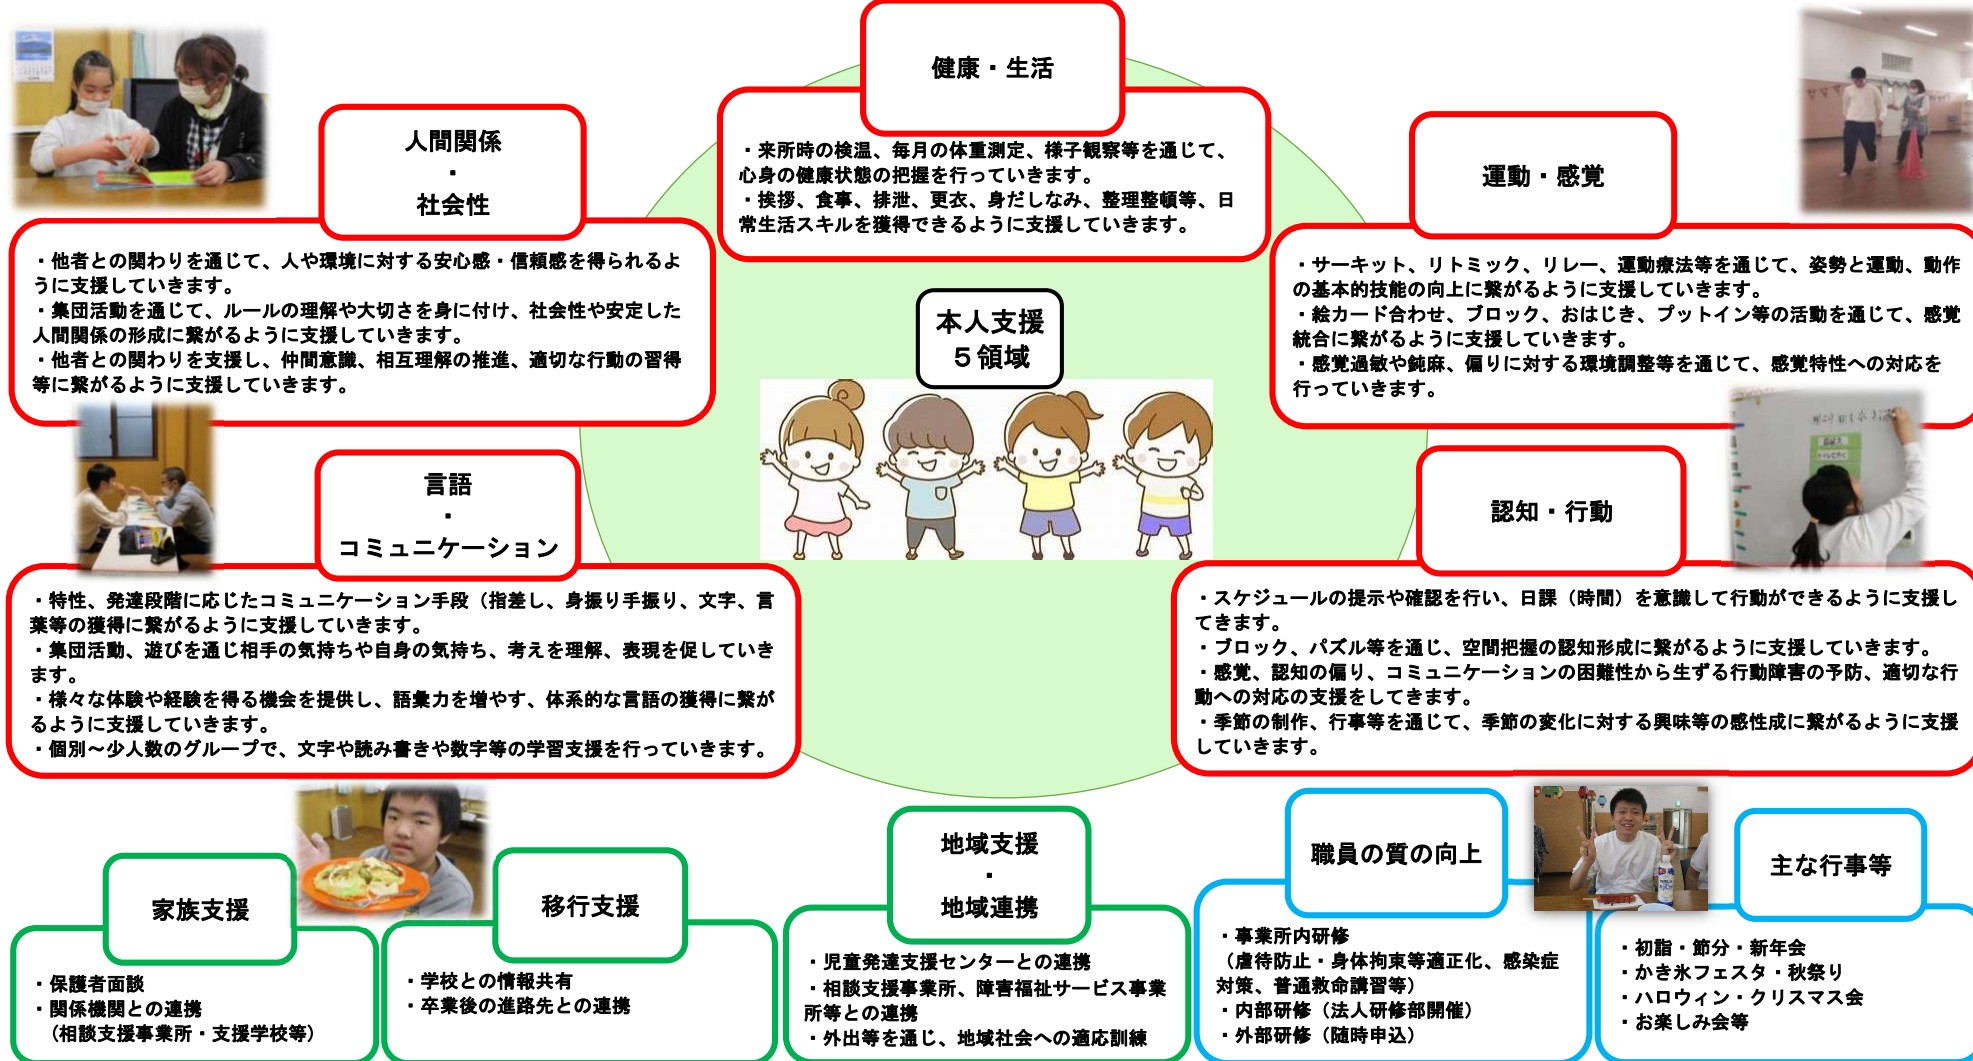 健康・生活
・来所時の検温、毎月の体重測定、様子観察等を通じて、
心身の健康状態の把握を行っていきます。
・挨拶、食事、排泄、更衣、身だしなみ、整理整頓等、日
常生活スキルを獲得できるように支援していきます。
人間関係
・
社会性
・他者との関わりを通じて、人や環境に対する安心感・信頼感を得られるよ
うに支援していきます。
・集団活動を通じて、ルールの理解や大切さを身に付け、社会性や安定した
人間関係の形成に繋がるように支援していきます。
・他者との関わりを支援し、仲間意識、相互理解の推進、適切な行動の習得
等に繋がるように支援していきます。
運動・感覚
・サーキット、リトミック、リレー、運動療法等を通じて、姿勢と運動、動作
の基本的技能の向上に繋がるように支援していきます。
・絵カード合わせ、ブロック、おはじき、プットイン等の活動を通じて、感覚
統合に繋がるように支援していきます。
・感覚過敏や鈍麻、偏りに対する環境調整等を通じて、感覚特性への対応を
行っていきます。
本人支援
５領域
言語
・
コミュニケーション
・特性、発達段階に応じたコミュニケーション手段（指差し、身振り手振り、文字、言
葉等の獲得に繋がるように支援していきます。
・集団活動、遊びを通じ相手の気持ちや自身の気持ち、考えを理解、表現を促していき
ます。
・様々な体験や経験を得る機会を提供し、語彙力を増やす、体系的な言語の獲得に繋が
るように支援していきます。
・個別～少人数のグループで、文字や読み書きや数字等の学習支援を行っていきます。
認知・行動
・スケジュールの提示や確認を行い、日課（時間）を意識して行動ができるように支援し
てきます。
・ブロック、パズル等を通じ、空間把握の認知形成に繋がるように支援していきます。
・感覚、認知の偏り、コミュニケーションの困難性から生ずる行動障害の予防、適切な行
動への対応の支援をしてきます。
・季節の制作、行事等を通じて、季節の変化に対する興味等の感性成に繋がるように支援
していきます。
家族支援
・保護者面談
・関係機関との連携
（相談支援事業所・支援学校等）
移行支援
・学校との情報共有
・卒業後の進路先との連携
地域支援
・
地域連携
・児童発達支援センターとの連携
・相談支援事業所、障害福祉サービス事業
所等との連携
・外出等を通じ、地域社会への適応訓練
職員の質の向上
・事業所内研修
（虐待防止・身体拘束等適正化、感染症
対策、普通救命講習等）
・内部研修（法人研修部開催）
・外部研修（随時申込）
主な行事等
・初詣・節分・新年会
・かき氷フェスタ・秋祭り
・ハロウィン・クリスマス会
・お楽しみ会等